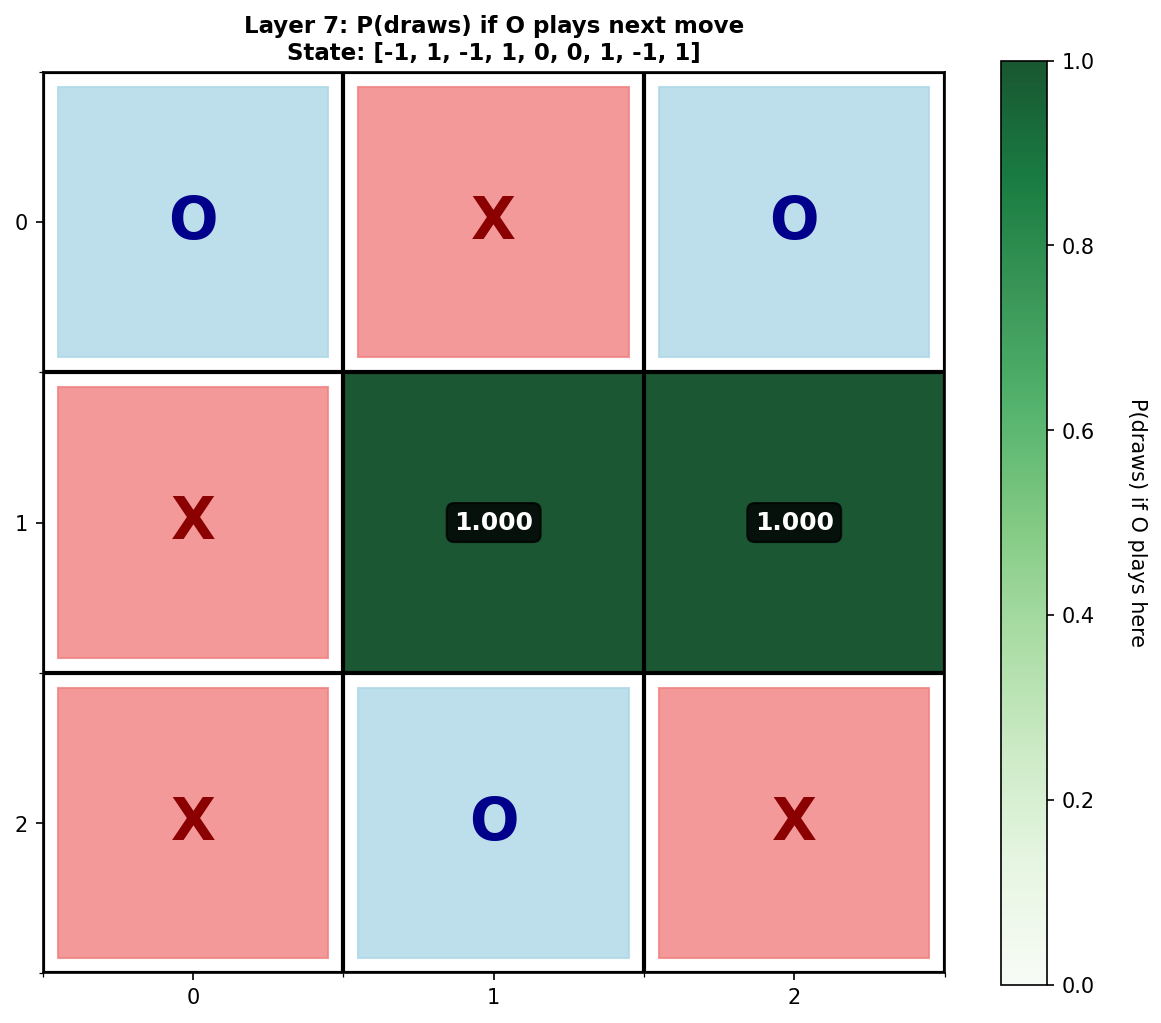 Layer 7: P(draws) if O plays next move
State: [-1, 1, -1, 1, 0, 0, 1, -1, 1]
O X O
X 1.000 1.000
X O X
0
1
2
0 1 2
1.0
0.8
0.6
0.4
0.2
0.0
P(draws) if O plays here